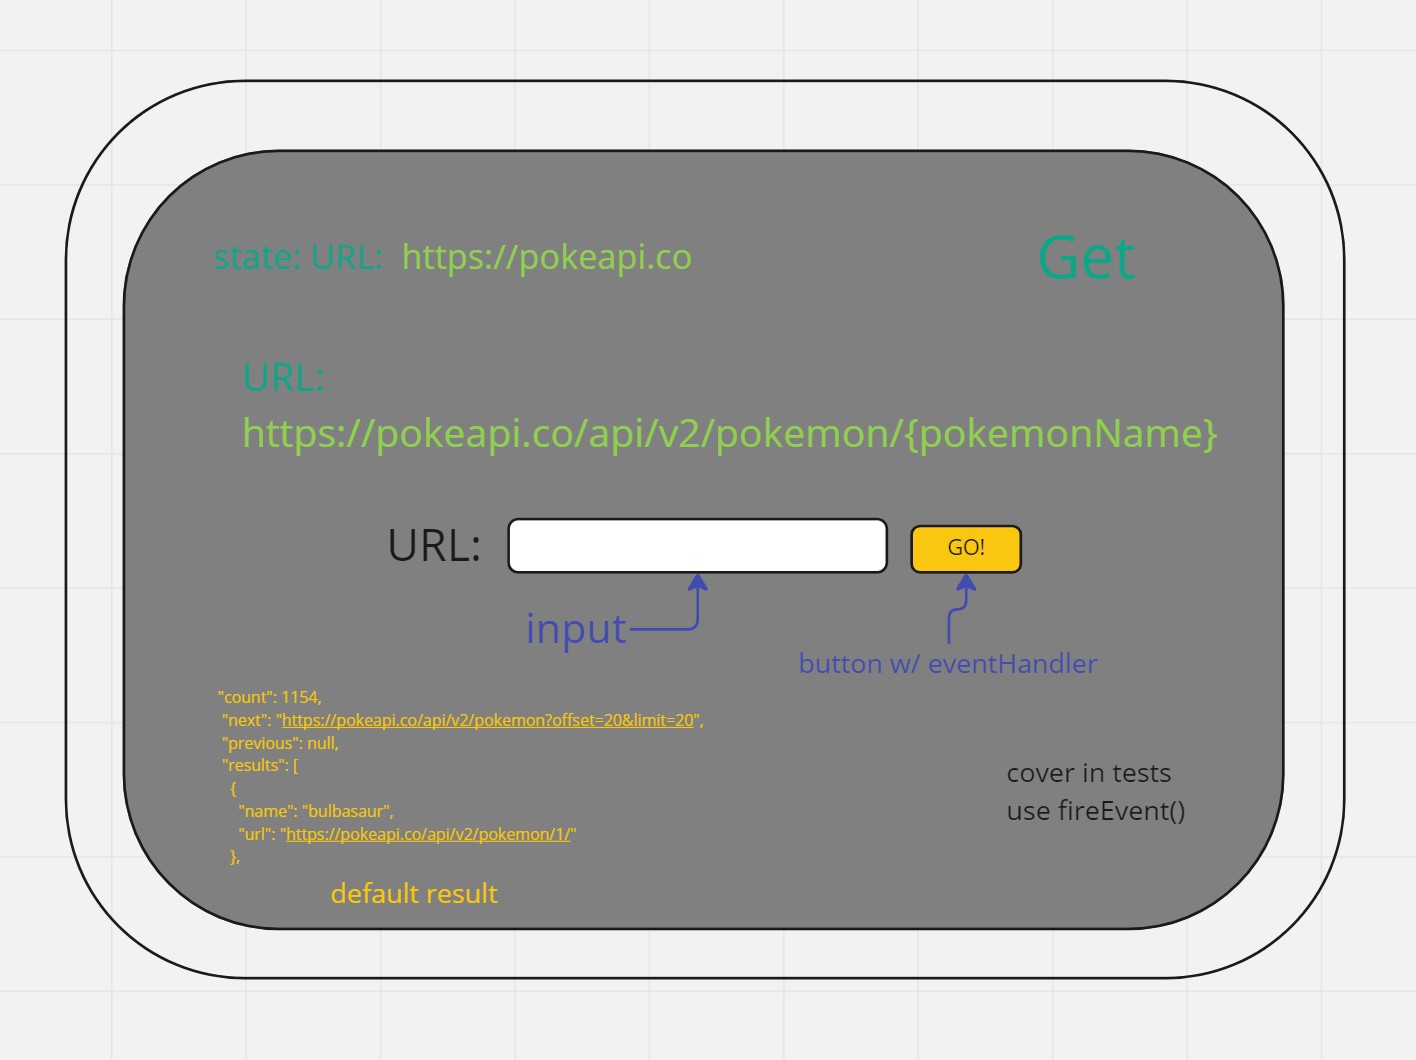 state: URL: https://pokeapi.co
Get
URL:
https://pokeapi.co/api/v2/pokemon/{pokemonName}
URL:
GO!
input
button w/ eventHandler
"count": 1154,
"next": "https://pokeapi.co/api/v2/pokemon?offset=20&limit=20",
"previous": null,
"results": [
{
"name": "bulbasaur",
"url": "https://pokeapi.co/api/v2/pokemon/1/"
},
default result
cover in tests
use fireEvent()